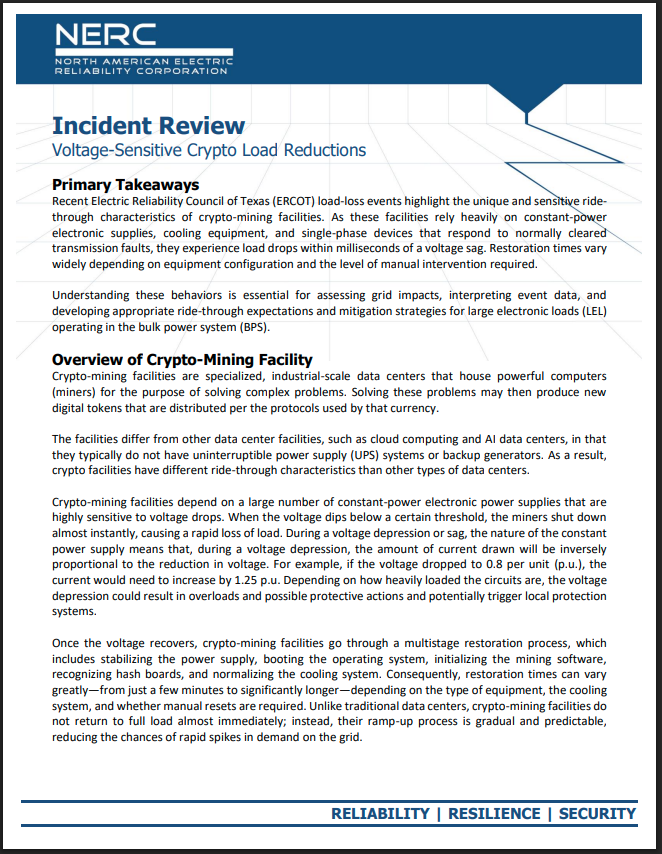 NERC
NORTH AMERICAN ELECTRIC
RELIABILITY CORPORATION
Incident Review
Voltage-Sensitive Crypto Load Reductions
Primary Takeaways
Recent Electric Reliability Council of Texas (ERCOT) load-loss events highlight the unique and sensitive ride-
through characteristics of crypto-mining facilities. As these facilities rely heavily on constant-power
electronic supplies, cooling equipment, and single-phase devices that respond to normally cleared
transmission faults, they experience load drops within milliseconds of a voltage sag. Restoration times vary
widely depending on equipment configuration and the level of manual intervention required.
Understanding these behaviors is essential for assessing grid impacts, interpreting event data, and
developing appropriate ride-through expectations and mitigation strategies for large electronic loads (LEL)
operating in the bulk power system (BPS).
Overview of Crypto-Mining Facility
Crypto-mining facilities are specialized, industrial-scale data centers that house powerful computers
(miners) for the purpose of solving complex problems. Solving these problems may then produce new
digital tokens that are distributed per the protocols used by that currency.
The facilities differ from other data center facilities, such as cloud computing and AI data centers, in that
they typically do not have uninterruptible power supply (UPS) systems or backup generators. As a result,
crypto facilities have different ride-through characteristics than other types of data centers.
Crypto-mining facilities depend on a large number of constant-power electronic power supplies that are
highly sensitive to voltage drops. When the voltage dips below a certain threshold, the miners shut down
almost instantly, causing a rapid loss of load. During a voltage depression or sag, the nature of the constant
power supply means that, during a voltage depression, the amount of current drawn will be inversely
proportional to the reduction in voltage. For example, if the voltage dropped to 0.8 per unit (p.u.), the
current would need to increase by 1.25 p.u. Depending on how heavily loaded the circuits are, the voltage
depression could result in overloads and possible protective actions and potentially trigger local protection
systems.
Once the voltage recovers, crypto-mining facilities go through a multistage restoration process, which
includes stabilizing the power supply, booting the operating system, initializing the mining software,
recognizing hash boards, and normalizing the cooling system. Consequently, restoration times can vary
greatly—from just a few minutes to significantly longer—depending on the type of equipment, the cooling
system, and whether manual resets are required. Unlike traditional data centers, crypto-mining facilities do
not return to full load almost immediately; instead, their ramp-up process is gradual and predictable,
reducing the chances of rapid spikes in demand on the grid.
RELIABILITY | RESILIENCE | SECURITY